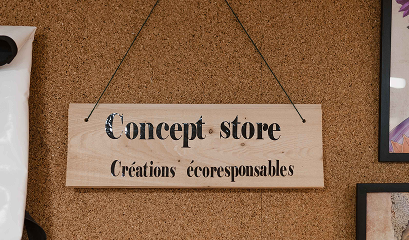 Concept store
Créations écoresponsables